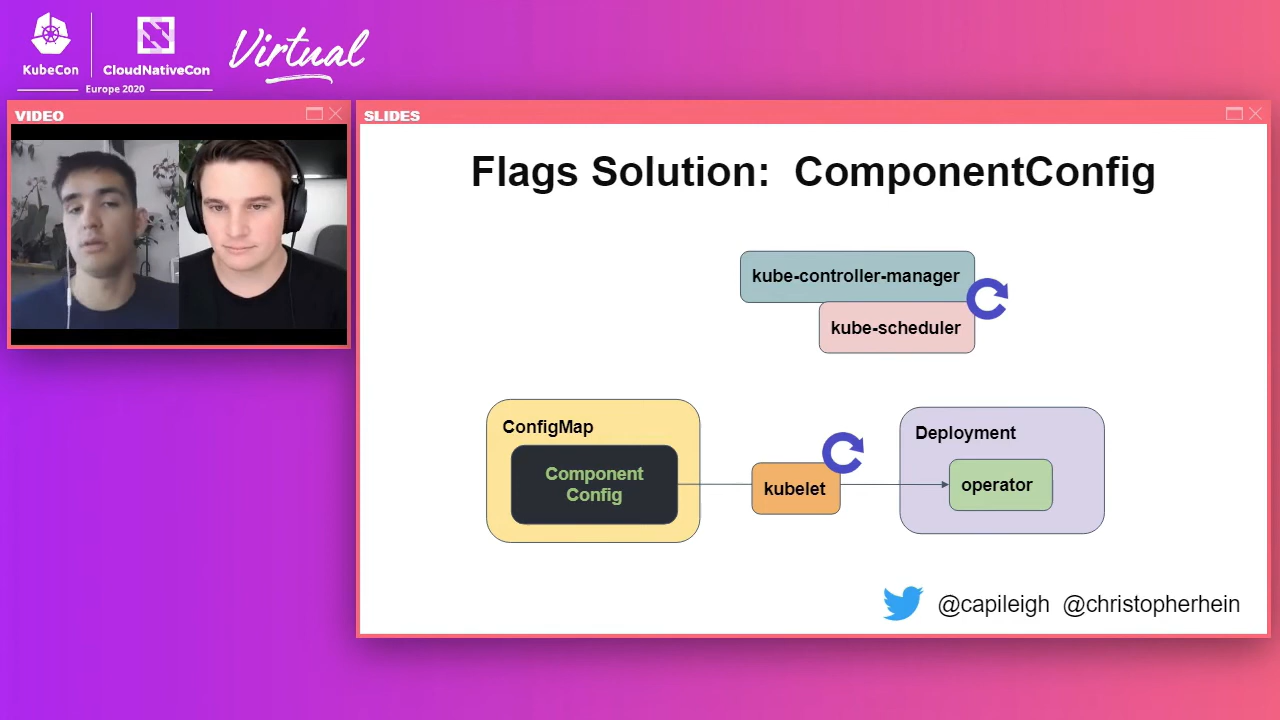 KubeCon
CloudNativeCon
Europe 2020
Virtual
VIDEO
SLIDES
Flags Solution: ComponentConfig
kube-controller-manager
kube-scheduler
ConfigMap
Component
Config
kubelet
Deployment
operator
@capileigh @christopherhein